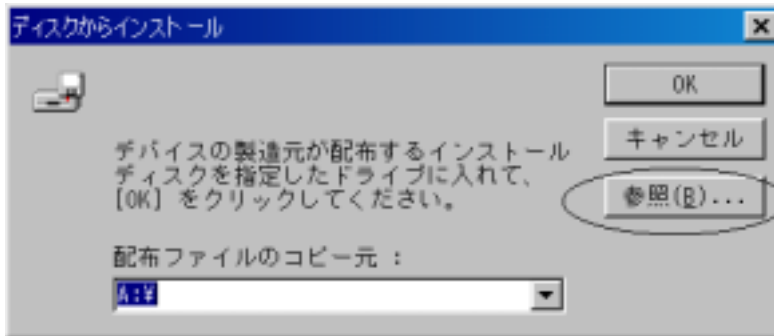 ディスクからインストール
OK
キャンセル
参照(B)...
デバイスの製造元が配布するインストール
ディスクを指定したドライブに入れて、
[OK] をクリックしてください。
配布ファイルのコピー元 :
A:¥